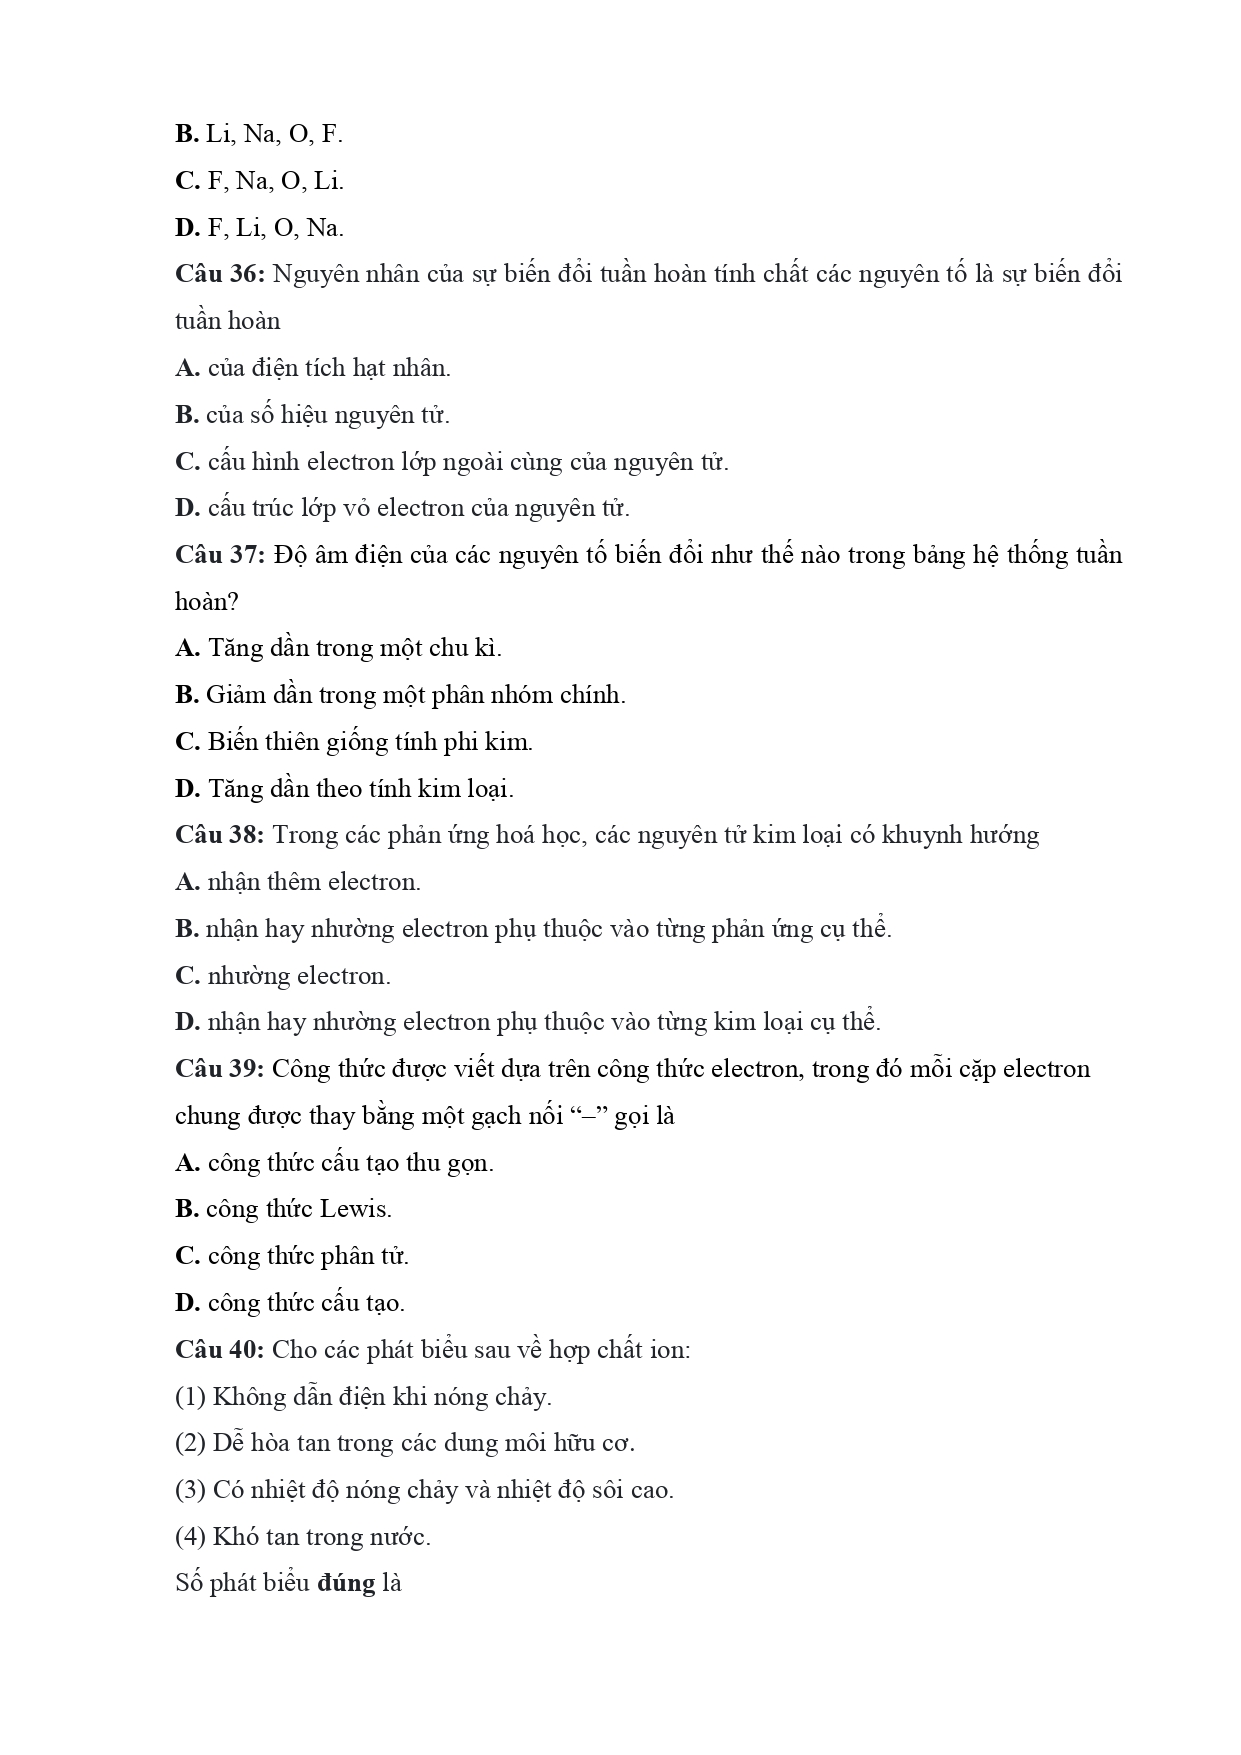 B. Li, Na, O, F.
C. F, Na, O, Li.
D. F, Li, O, Na.
Câu 36: Nguyên nhân của sự biến đổi tuần hoàn tính chất các nguyên tố là sự biến đổi
tuần hoàn
A. của điện tích hạt nhân.
B. của số hiệu nguyên tử.
C. cấu hình electron lớp ngoài cùng của nguyên tử.
D. cấu trúc lớp vỏ electron của nguyên tử.
Câu 37: Độ âm điện của các nguyên tố biến đổi như thế nào trong bảng hệ thống tuần
hoàn?
A. Tăng dần trong một chu kì.
B. Giảm dần trong một phân nhóm chính.
C. Biến thiên giống tính phi kim.
D. Tăng dần theo tính kim loại.
Câu 38: Trong các phản ứng hoá học, các nguyên tử kim loại có khuynh hướng
A. nhận thêm electron.
B. nhận hay nhường electron phụ thuộc vào từng phản ứng cụ thể.
C. nhường electron.
D. nhận hay nhường electron phụ thuộc vào từng kim loại cụ thể.
Câu 39: Công thức được viết dựa trên công thức electron, trong đó mỗi cặp electron
chung được thay bằng một gạch nối “–” gọi là
A. công thức cấu tạo thu gọn.
B. công thức Lewis.
C. công thức phân tử.
D. công thức cấu tạo.
Câu 40: Cho các phát biểu sau về hợp chất ion:
(1) Không dẫn điện khi nóng chảy.
(2) Dễ hòa tan trong các dung môi hữu cơ.
(3) Có nhiệt độ nóng chảy và nhiệt độ sôi cao.
(4) Khó tan trong nước.
Số phát biểu đúng là